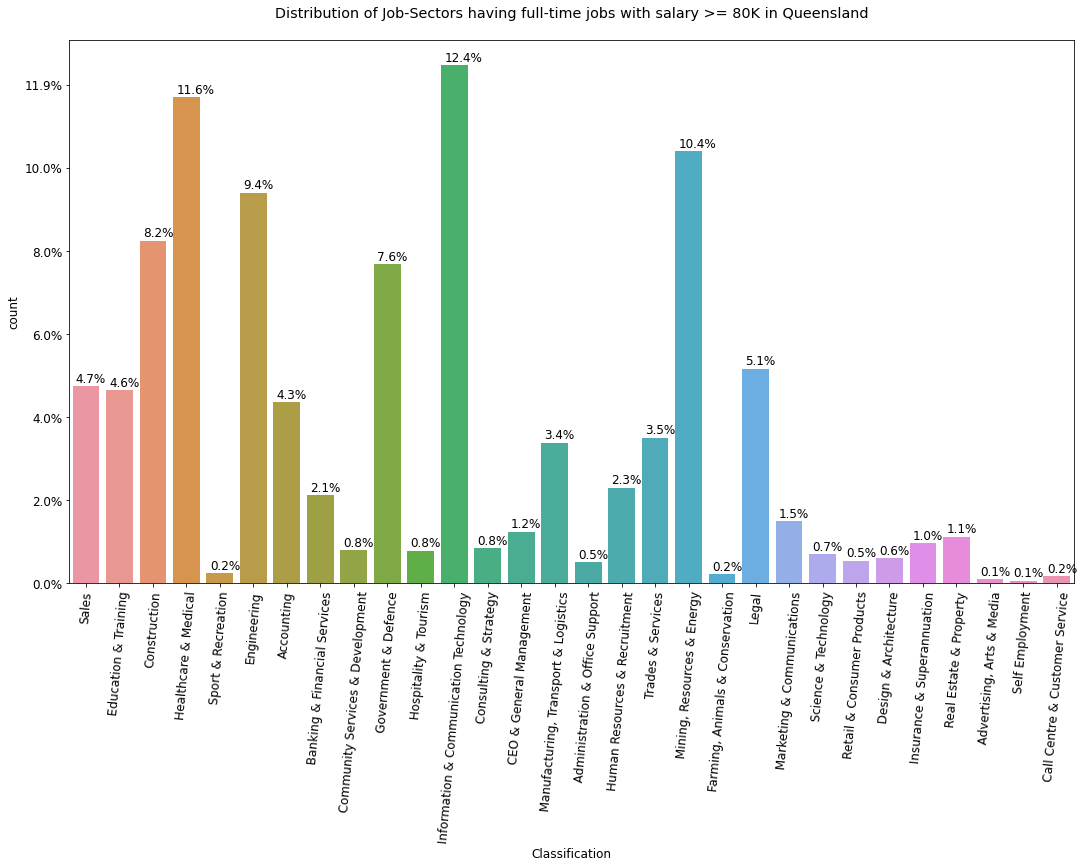 Distribution of Job-Sectors having full-time jobs with salary >= 80K in Queensland
count
11.9%
10.0%
8.0%
6.0%
4.0%
2.0%
0.0%
4.7%
4.6%
8.2%
11.6%
0.2%
9.4%
4.3%
2.1%
0.8%
7.6%
0.8%
12.4%
0.8%
1.2%
3.4%
0.5%
2.3%
3.5%
10.4%
0.2%
5.1%
1.5%
0.7%
0.5%
0.6%
1.0%
1.1%
0.1%
0.1%
0.2%
Sales
Education & Training
Construction
Healthcare & Medical
Sport & Recreation
Engineering
Accounting
Banking & Financial Services
Community Services & Development
Government & Defence
Hospitality & Tourism
Information & Communication Technology
Consulting & Strategy
CEO & General Management
Manufacturing, Transport & Logistics
Administration & Office Support
Human Resources & Recruitment
Trades & Services
Mining, Resources & Energy
Farming, Animals & Conservation
Legal
Marketing & Communications
Science & Technology
Retail & Consumer Products
Design & Architecture
Insurance & Superannuation
Real Estate & Property
Advertising, Arts & Media
Self Employment
Call Centre & Customer Service
Classification